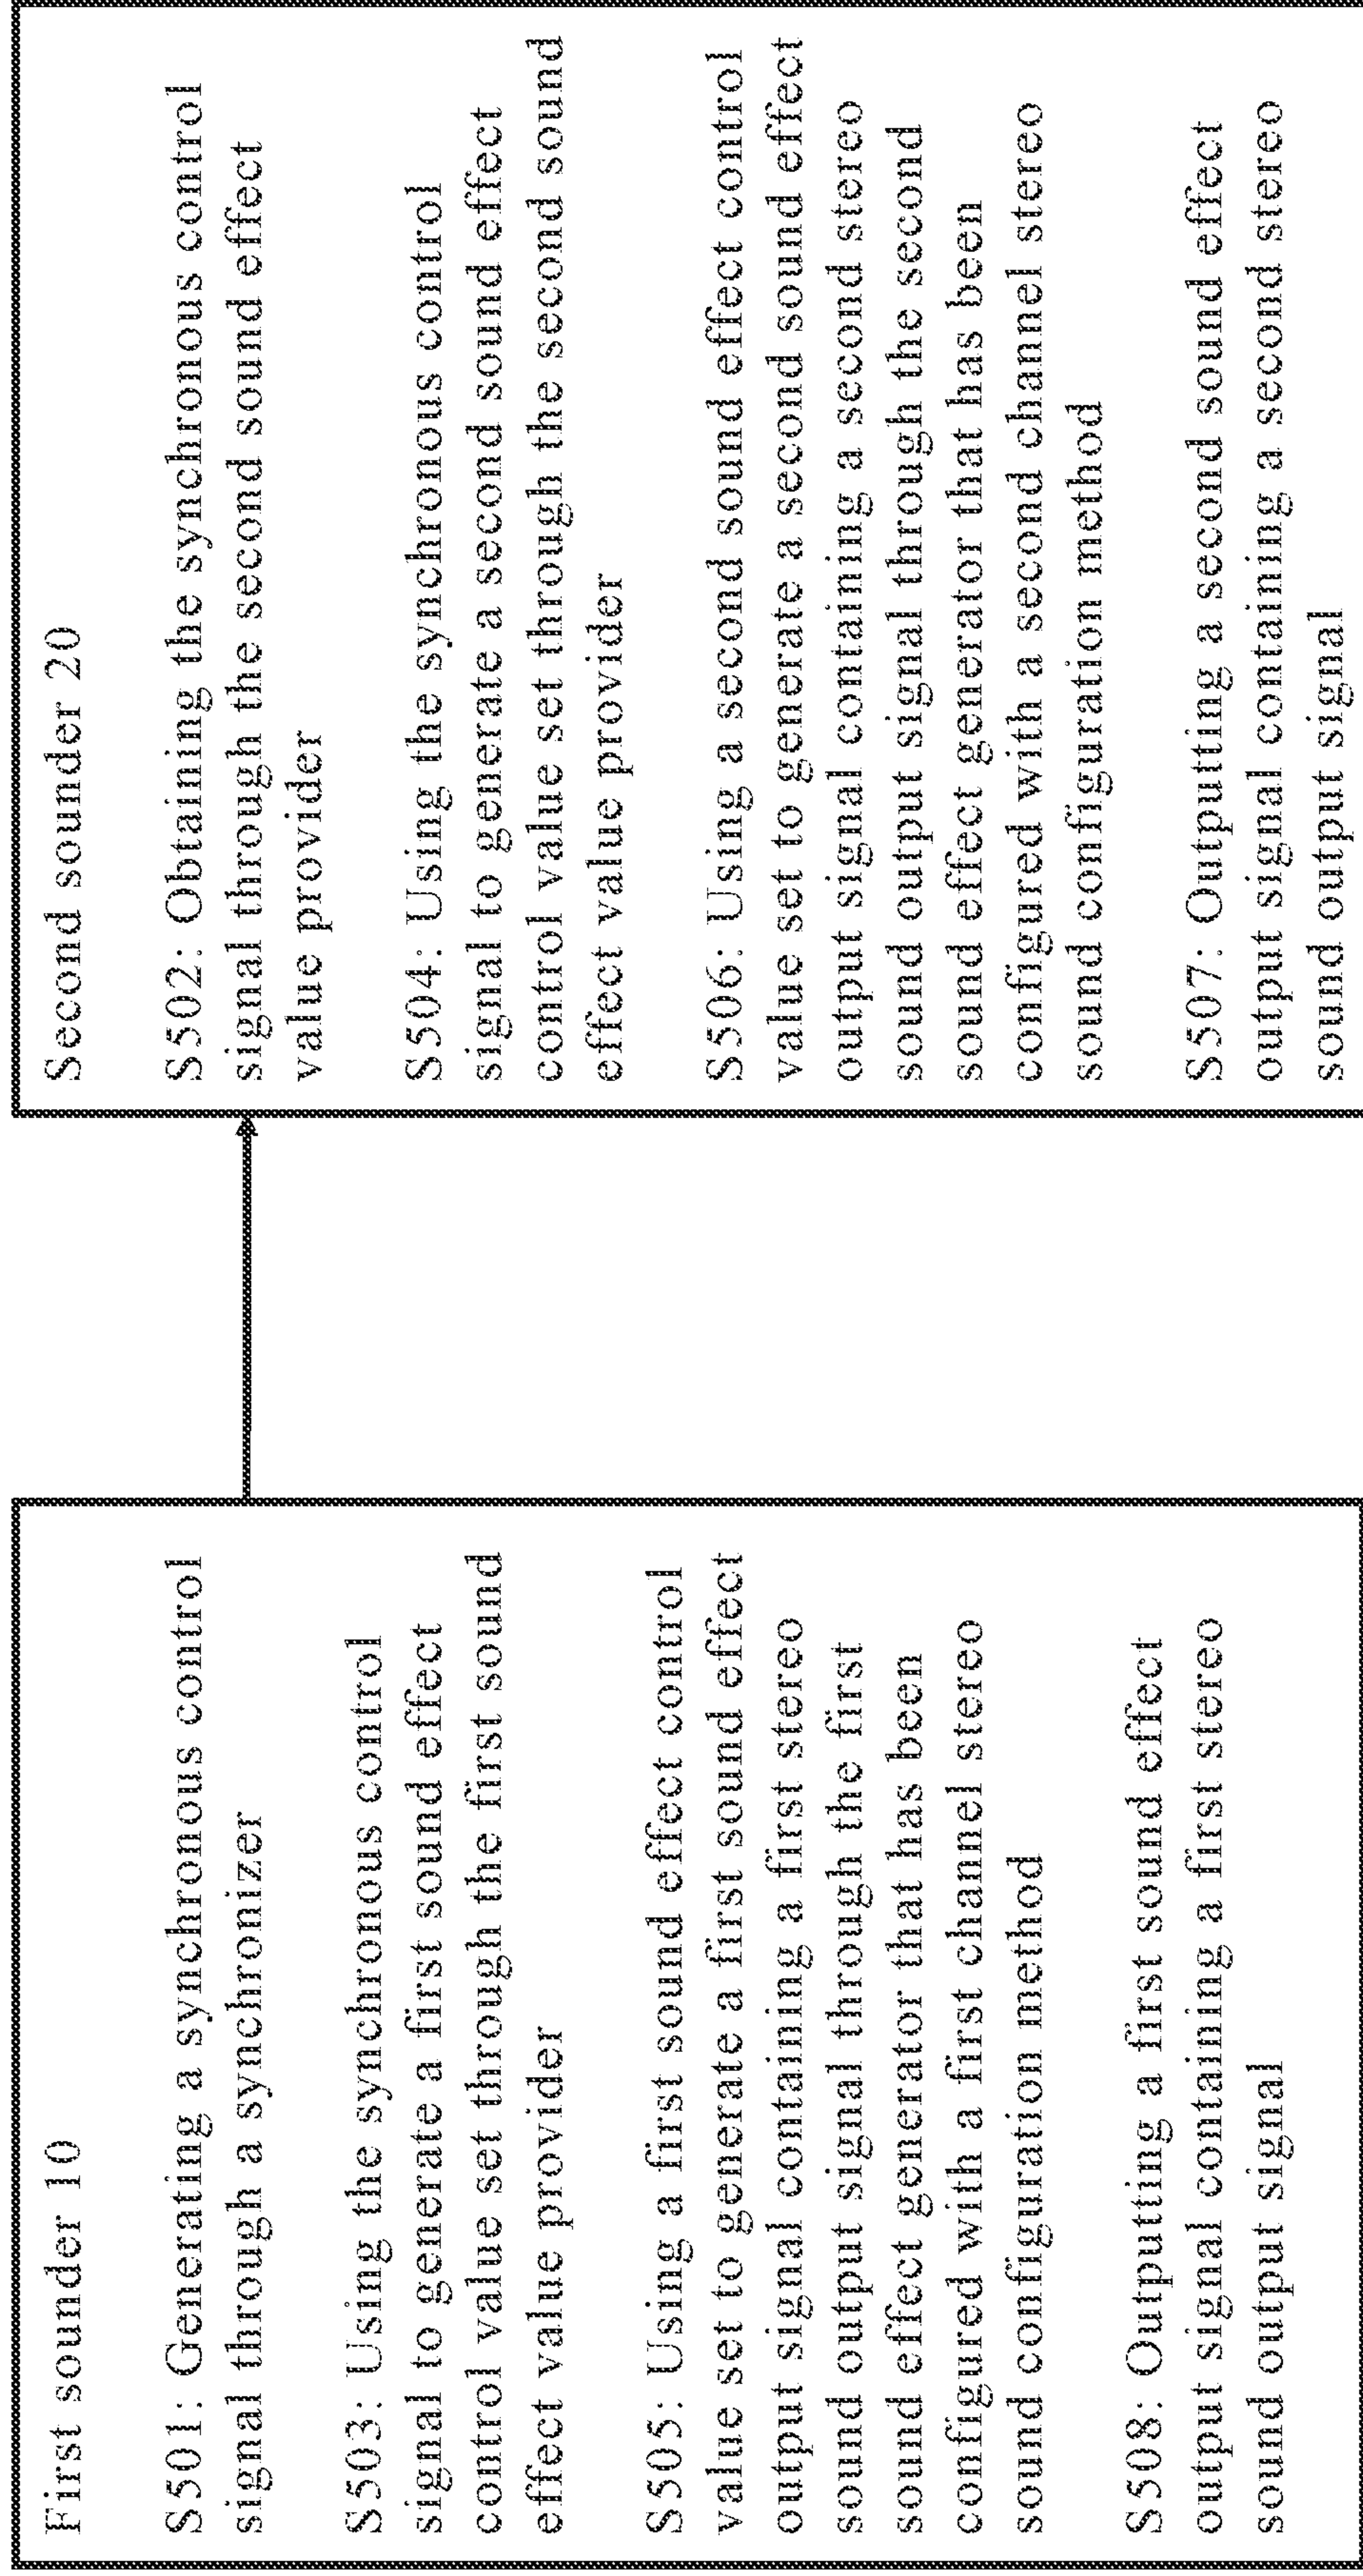 First sounder 10
S501: Generating a synchronous control
signal through a synchronizer
S503: Using the synchronous control
signal to generate a first sound effect
control value set through the first sound
effect value provider
S505: Using a first sound effect control
value set to generate a first sound effect
output signal containing a first stereo
sound output signal through the first
sound effect generator that has been
configured with a first channel stereo
sound configuration method
S508: Outputting a first sound effect
output signal containing a first stereo
sound output signal
Second sounder 20
S502: Obtaining the synchronous control
signal through the second sound effect
value provider
S504: Using the synchronous control
signal to generate a second sound effect
control value set through the second sound
effect value provider
S506: Using a second sound effect control
value set to generate a second sound effect
output signal containing a second stereo
sound output signal through the second
sound effect generator that has been
configured with a second channel stereo
sound configuration method
S507: Outputing a second sound effect
output signal containing a second stereo
sound output signal